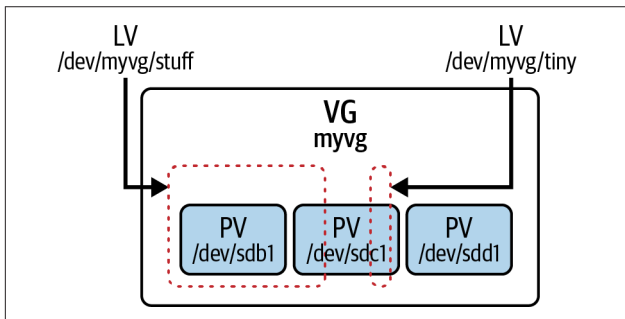 LV
/dev/myvg/stuff
LV
/dev/myvg/tiny
VG
myvg
PV
/dev/sdb1
PV
/dev/sdc1
PV
/dev/sdd1